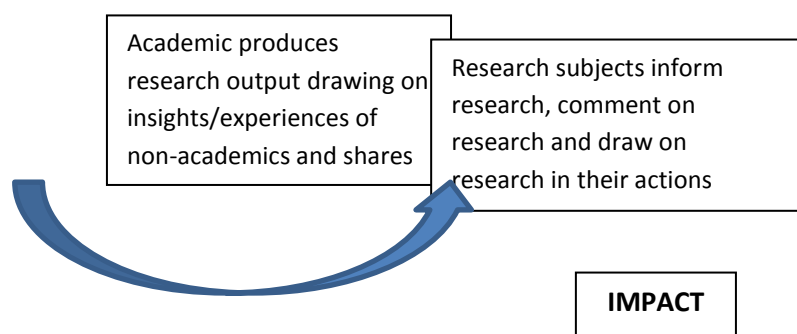 Academic produces
research output drawing on
insights/experiences of
non-academics and shares
Research subjects inform
research, comment on
research and draw on
research in their actions
IMPACT